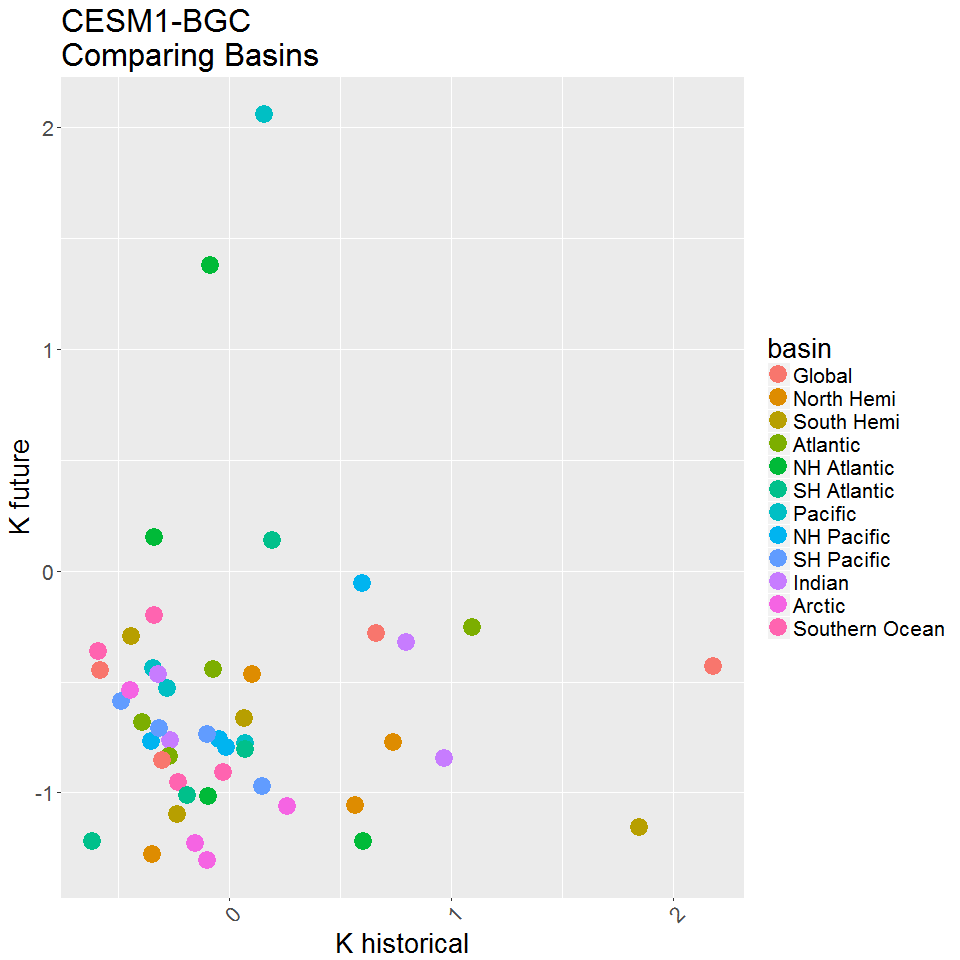 CESM1-BGC
Comparing Basins
2
1
0
-1
K future
0
1
2
K historical
basin
Global
North Hemi
South Hemi
Atlantic
NH Atlantic
SH Atlantic
Pacific
NH Pacific
SH Pacific
Indian
Arctic
Southern Ocean